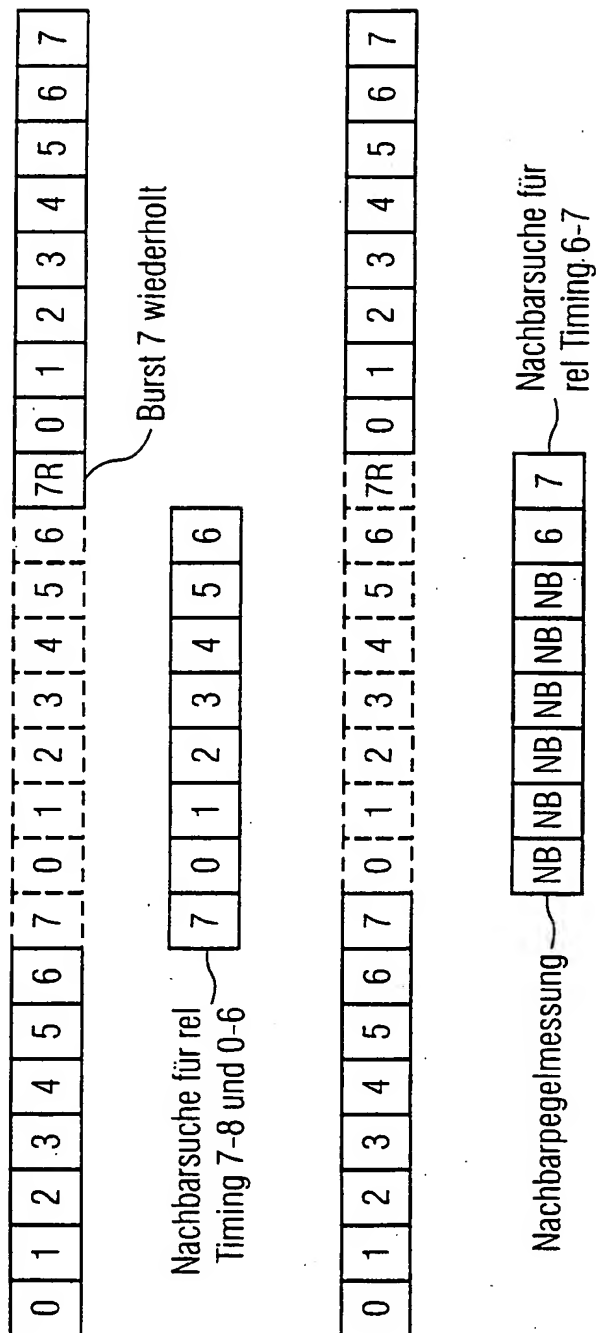 0 1 2 3 4 5 6 7 0 1 2 3 4 5 6 7R 0 1 2 3 4 5 6 7
Burst 7 wiederholt
7 0 1 2 3 4 5 6
Nachbarsuche für rel
Timing 7-8 und 0-6
0 1 2 3 4 5 6 7 0 1 2 3 4 5 6 7R 0 1 2 3 4 5 6 7
NB NB NB NB NB NB 6 7
Nachbarpegelmessung
Nachbarsuche für
rel Timing 6-7